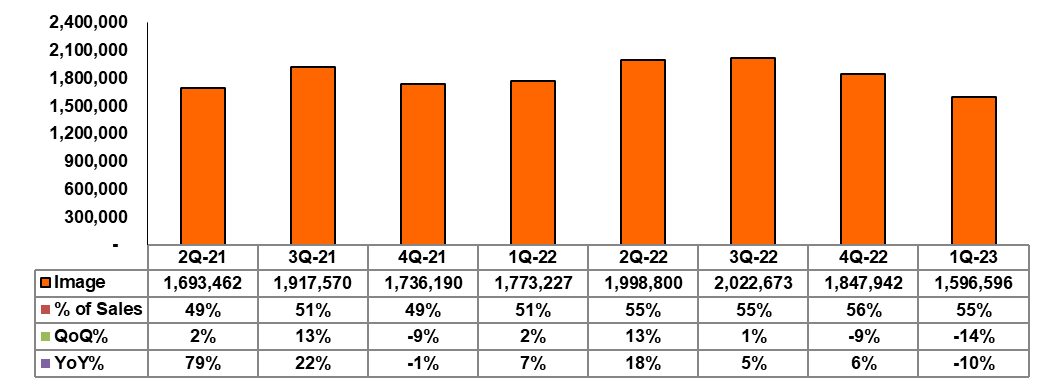 2,400,000
2,100,000
1,800,000
1,500,000
1,200,000
900,000
600,000
300,000
-
2Q-21 3Q-21 4Q-21 1Q-22 2Q-22 3Q-22 4Q-22 1Q-23
Image 1,693,462 1,917,570 1,736,190 1,773,227 1,998,800 2,022,673 1,847,942 1,596,596
% of Sales 49% 51% 49% 51% 55% 55% 56% 55%
QoQ% 2% 13% -9% 2% 13% 1% -9% -14%
YoY% 79% 22% -1% 7% 18% 5% 6% -10%